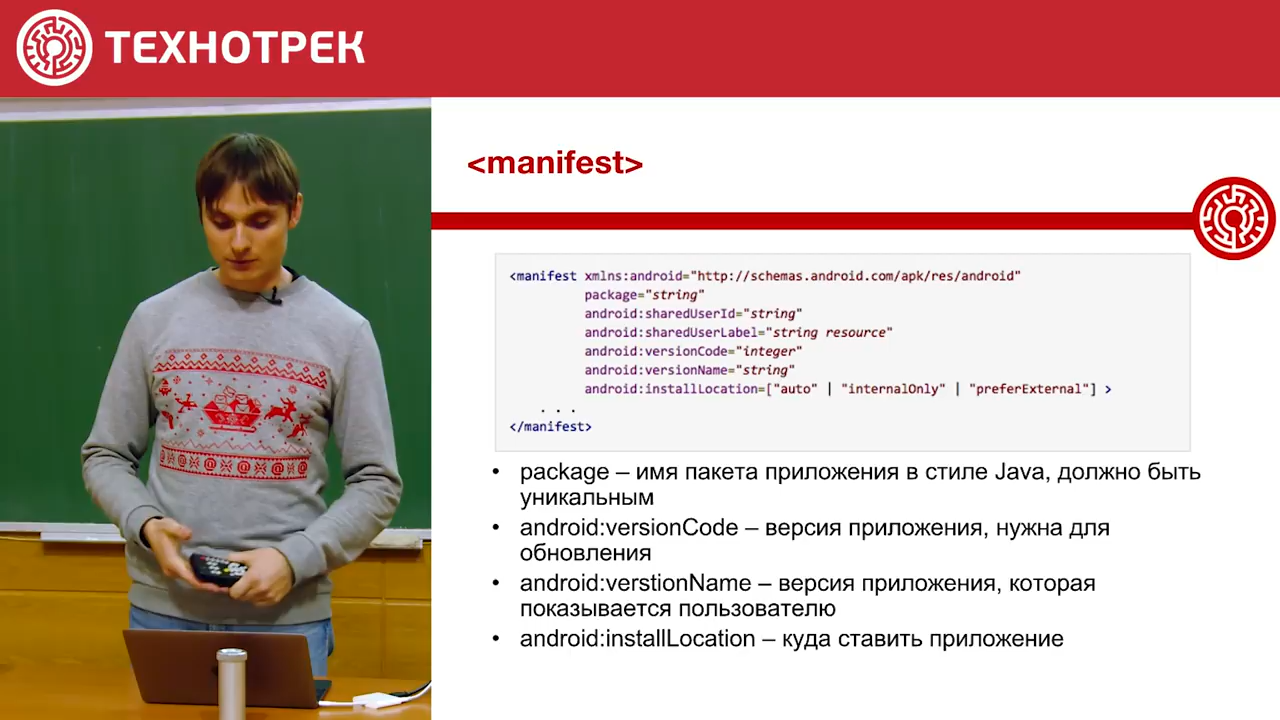 ТЕХНОТРЕК
<manifest>
<manifest xmlns:android="http://schemas.android.com/apk/res/android"
package="string"
android:sharedUserId="string"
android:sharedUserLabel="string resource"
android:versionCode="integer"
android:versionName="string"
android:installLocation=["auto" | "internalOnly" | "preferExternal"] >
. . .
</manifest>
• package – имя пакета приложения в стиле Java, должно быть
уникальным
• android:versionCode – версия приложения, нужна для
обновления
• android:verstionName – версия приложения, которая
показывается пользователю
• android:installLocation – куда ставить приложение